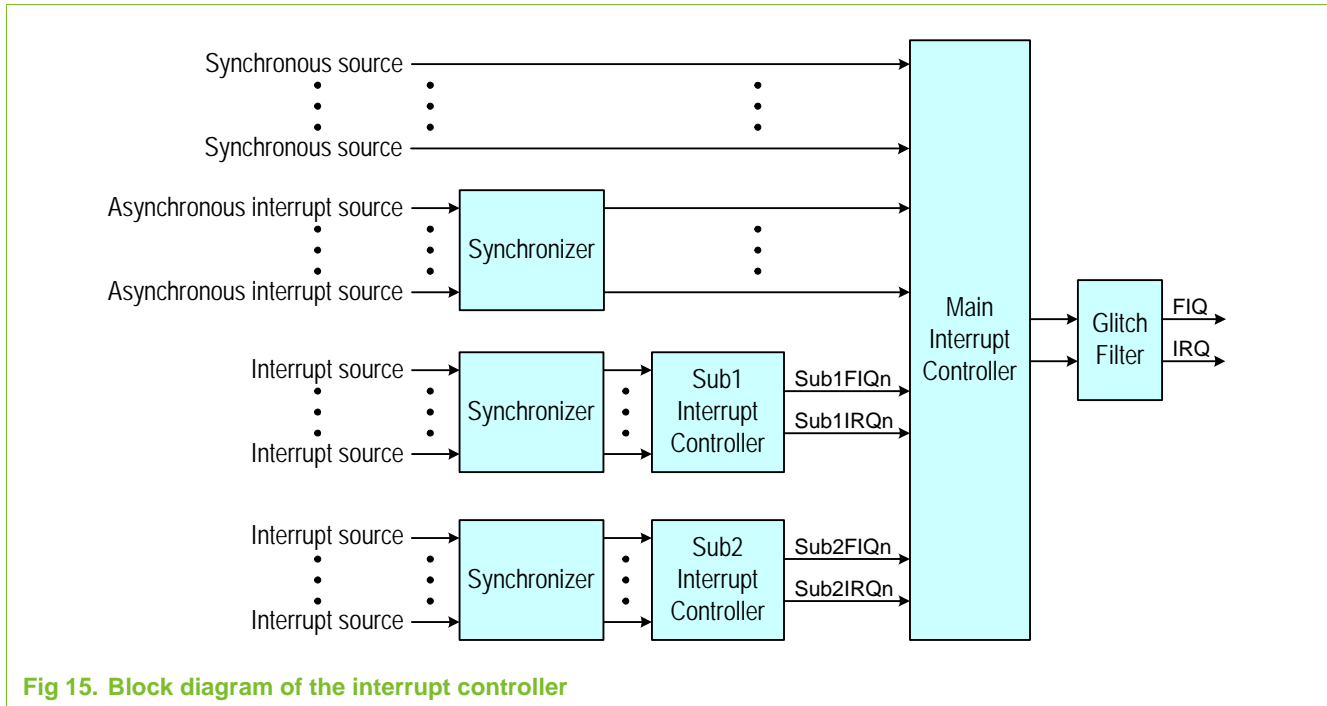 Synchronous source
Synchronous source
Asynchronous interrupt source
Asynchronous interrupt source
Synchronizer
Interrupt source
Interrupt source
Synchronizer
Sub1
Interrupt
Controller
Sub1FIQn
Sub1IRQn
Interrupt source
Interrupt source
Synchronizer
Sub2
Interrupt
Controller
Sub2FIQn
Sub2IRQn
Main
Interrupt
Controller
Glitch
Filter
FIQ
IRQ
Fig 15. Block diagram of the interrupt controller